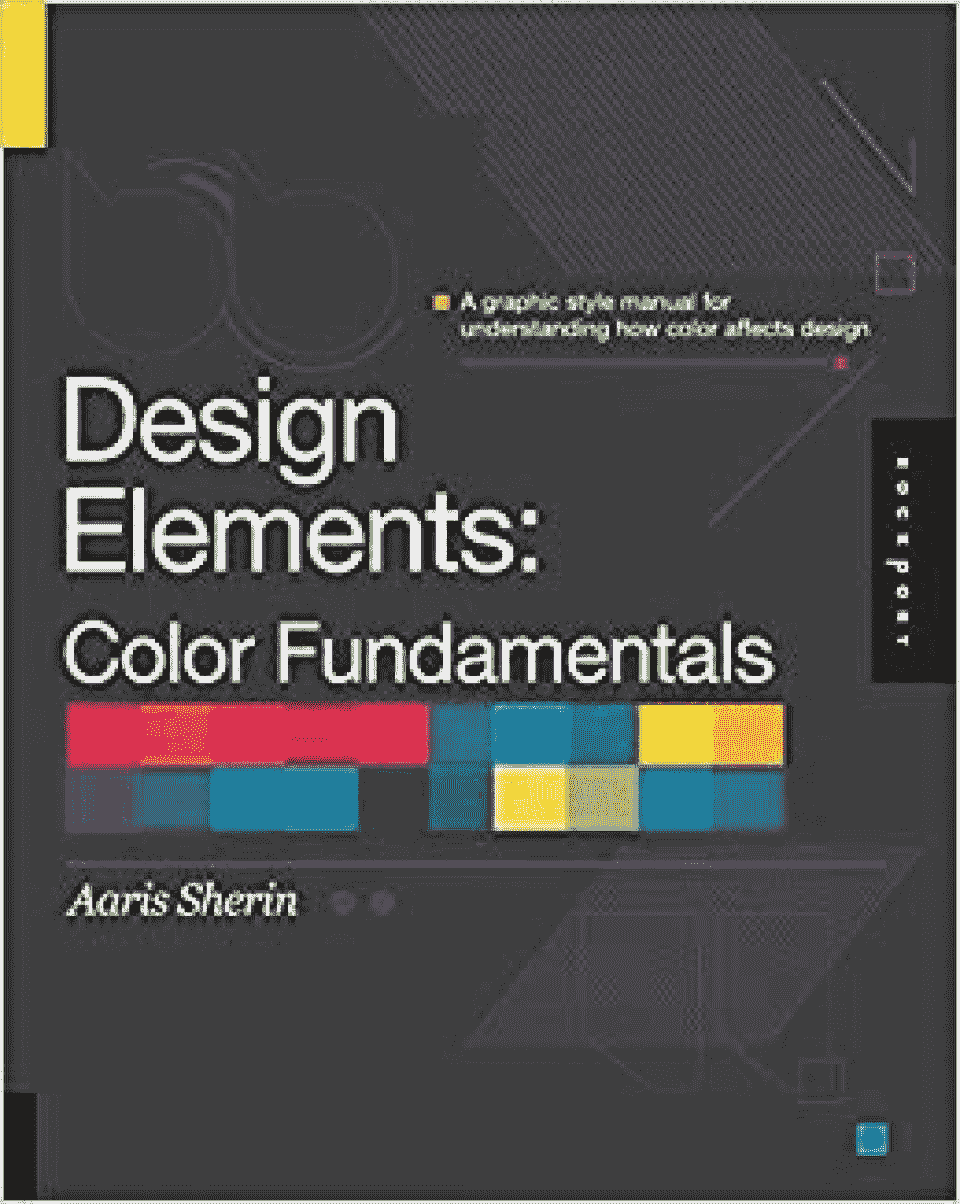 A graphic style manual for
understanding how color affects design
Design
Elements:
Color Fundamentals
Aaris Sherin
ROCKPORT